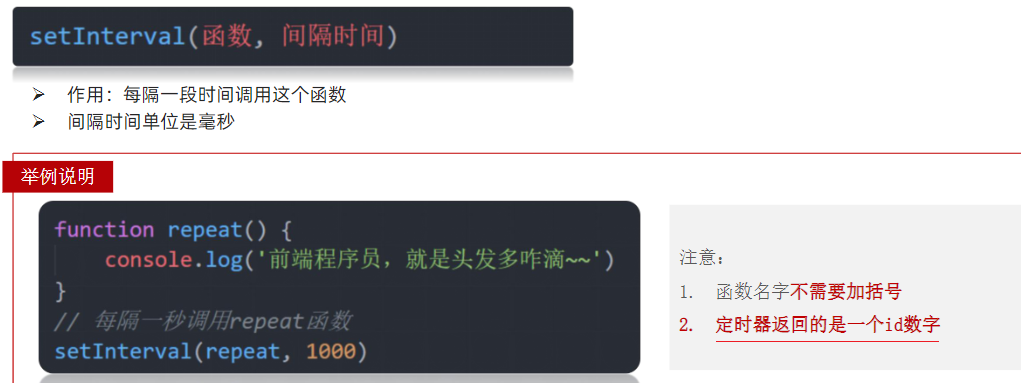 setInterval(函数, 间隔时间)
➢ 作用：每隔一段时间调用这个函数
➢ 间隔时间单位是毫秒
举例说明
function repeat() {
    console.log('前端程序员，就是头发多咋滴~~')
}
// 每隔一秒调用repeat函数
setInterval(repeat, 1000)
注意：
1. 函数名字不需要加括号
2. 定时器返回的是一个id数字